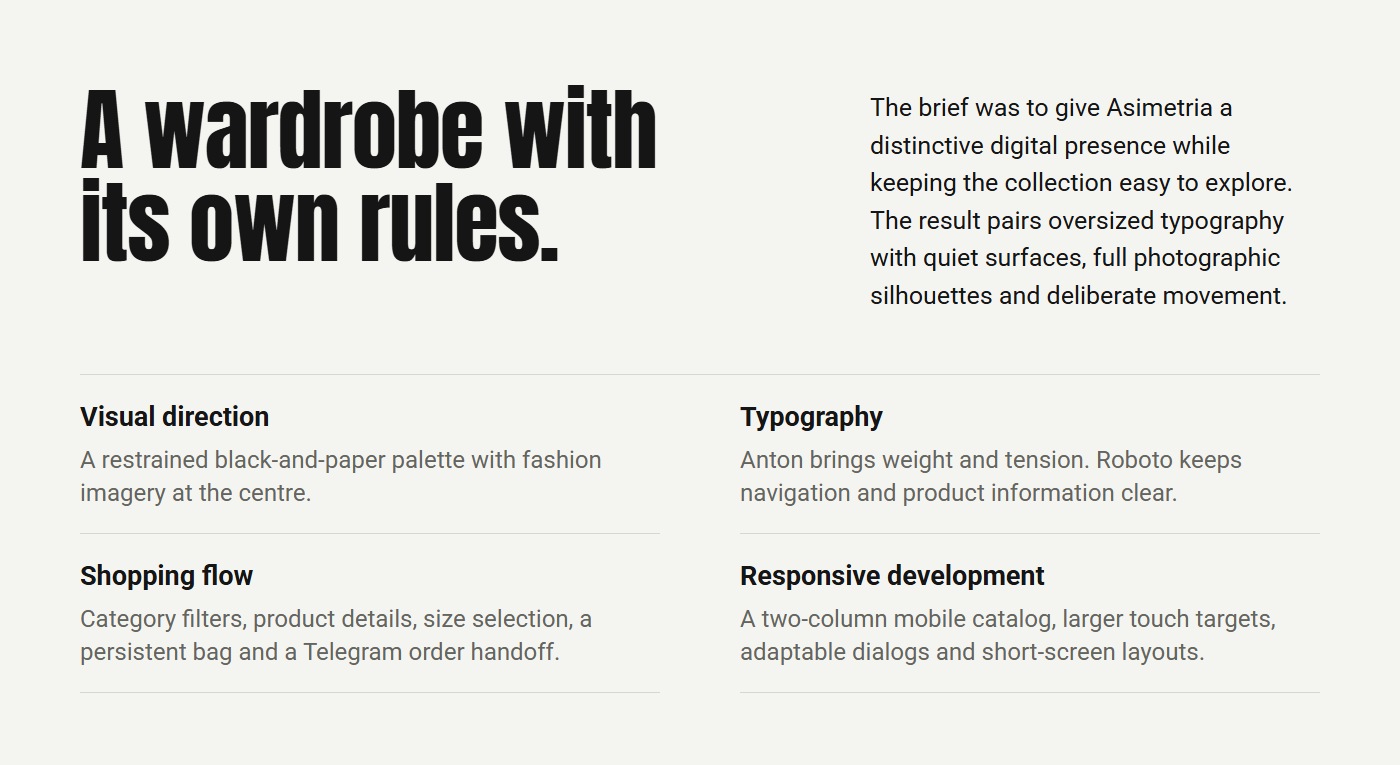 A wardrobe with
its own rules.
The brief was to give Asimetria a
distinctive digital presence while
keeping the collection easy to explore.
The result pairs oversized typography
with quiet surfaces, full photographic
silhouettes and deliberate movement.
Visual direction
A restrained black-and-paper palette with fashion
imagery at the centre.
Typography
Anton brings weight and tension. Roboto keeps
navigation and product information clear.
Shopping flow
Category filters, product details, size selection, a
persistent bag and a Telegram order handoff.
Responsive development
A two-column mobile catalog, larger touch targets,
adaptable dialogs and short-screen layouts.